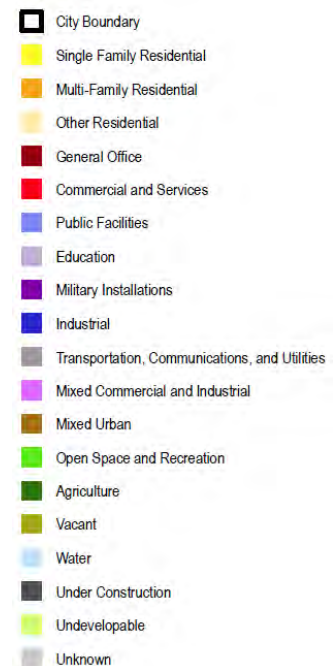 City Boundary
Single Family Residential
Multi-Family Residential
Other Residential
General Office
Commercial and Services
Public Facilities
Education
Military Installations
Industrial
Transportation, Communications, and Utilities
Mixed Commercial and Industrial
Mixed Urban
Open Space and Recreation
Agriculture
Vacant
Water
Under Construction
Undevelopable
Unknown